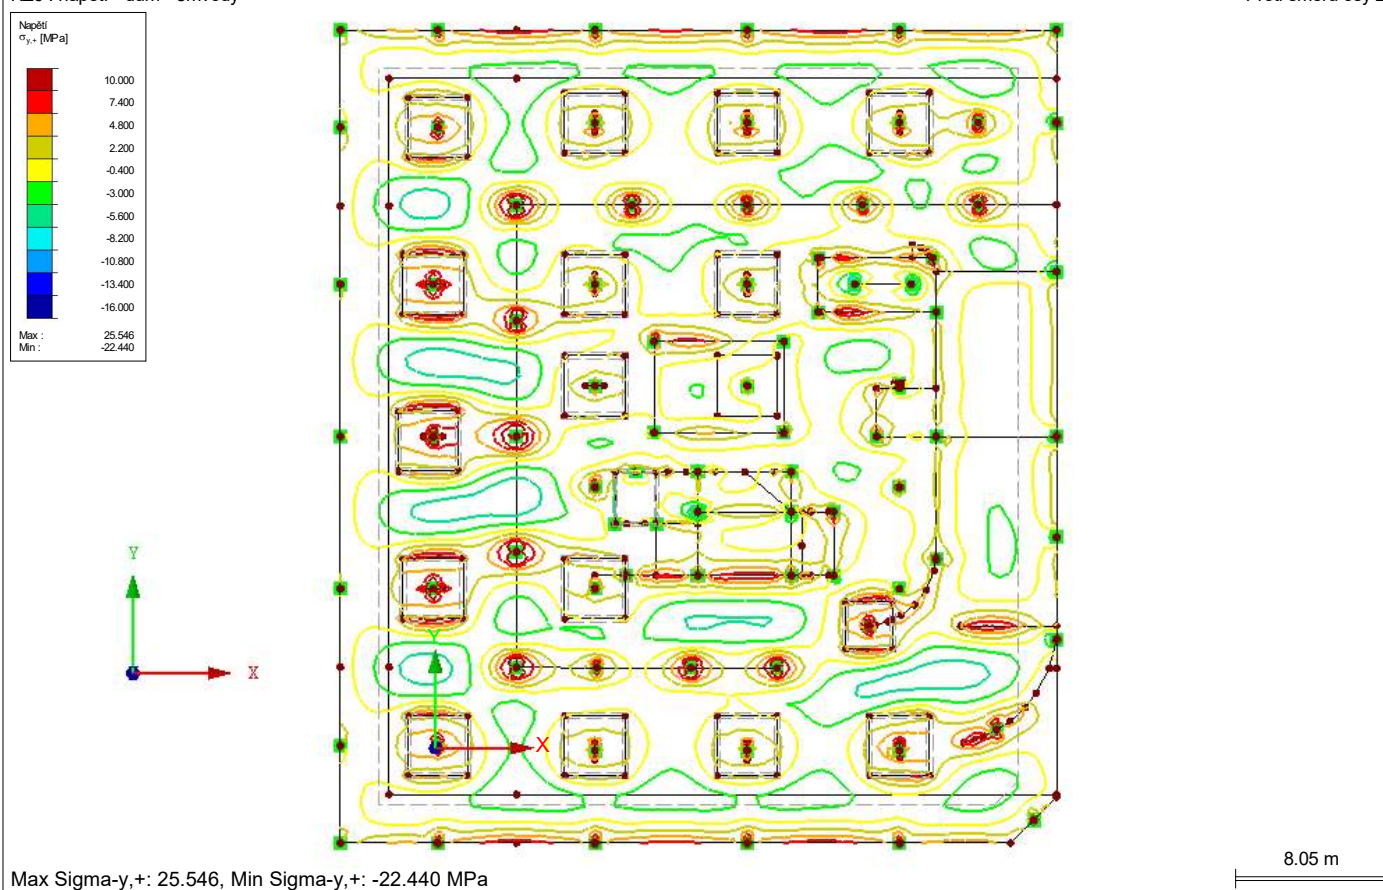 Napětí
σy,+ [MPa]
10.000
7.400
4.800
2.200
-0.400
-3.000
-5.600
-8.200
-10.800
-13.400
-16.000
Max : 25.546
Min : -22.440
Y
X
Y
X
8.05 m
Max Sigma-y,+: 25.546, Min Sigma-y,+: -22.440 MPa